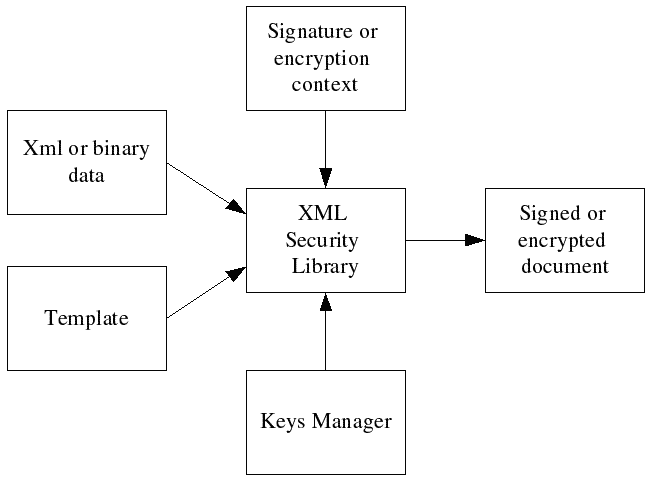 Signature or
encryption
context
Xml or binary
data
XML
Security
Library
Signed or
encrypted
document
Template
Keys Manager